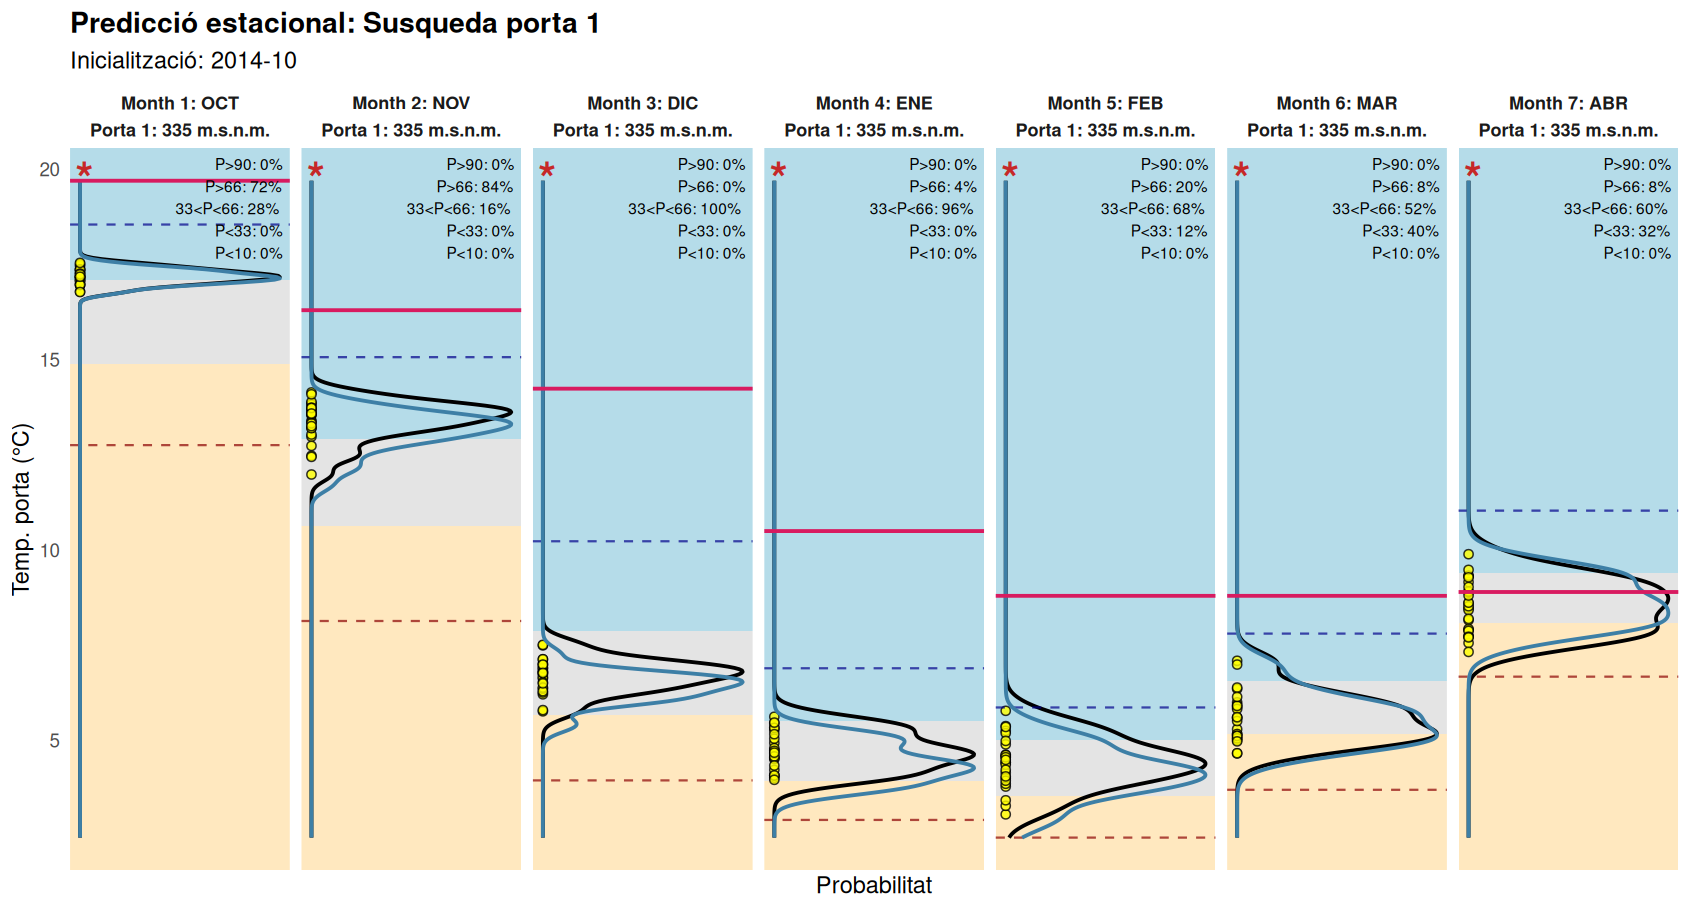 Predicció estacional: Susqueda porta 1
Inicialització: 2014-10
Month 1: OCT
Porta 1: 335 m.s.n.m.
Month 2: NOV
Porta 1: 335 m.s.n.m.
Month 3: DIC
Porta 1: 335 m.s.n.m.
Month 4: ENE
Porta 1: 335 m.s.n.m.
Month 5: FEB
Porta 1: 335 m.s.n.m.
Month 6: MAR
Porta 1: 335 m.s.n.m.
Month 7: ABR
Porta 1: 335 m.s.n.m.
*
P>90: 0%
P>66: 72%
33<P<66: 28%
P<33: 0%
P<10: 0%
*
P>90: 0%
P>66: 84%
33<P<66: 16%
P<33: 0%
P<10: 0%
*
P>90: 0%
P>66: 0%
33<P<66: 100%
P<33: 0%
P<10: 0%
*
P>90: 0%
P>66: 4%
33<P<66: 96%
P<33: 0%
P<10: 0%
*
P>90: 0%
P>66: 20%
33<P<66: 68%
P<33: 12%
P<10: 0%
*
P>90: 0%
P>66: 8%
33<P<66: 52%
P<33: 40%
P<10: 0%
*
P>90: 0%
P>66: 8%
33<P<66: 60%
P<33: 32%
P<10: 0%
20
15
10
5
Temp. porta (°C)
Probabilitat